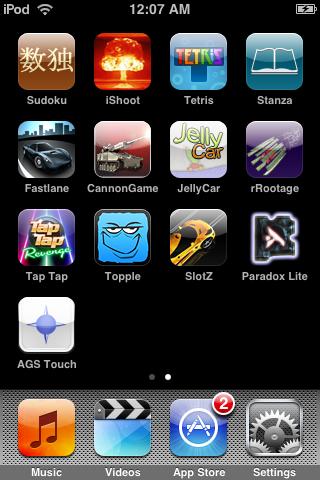 iPod 12:07 AM
数独
TETRIS
Sudoku iShoot Tetris Stanza
Jelly
Car
Fastlane CannonGame JellyCar rRootage
Tap Tap
Revenge
Tap Tap Topple SlotZ Paradox Lite
AGS Touch
2
Music Videos App Store Settings